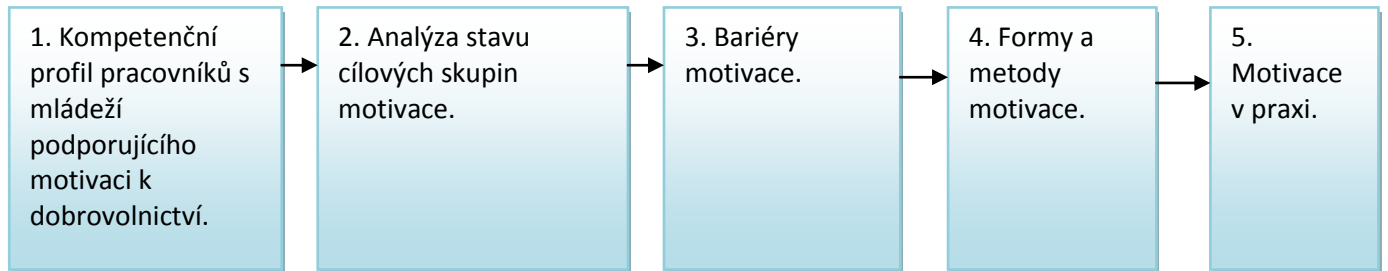 1. Kompetenční
profil pracovníků s
mládeží
podporujícího
motivaci k
dobrovolnictví.
2. Analýza stavu
cílových skupin
motivace.
3. Bariéry
motivace.
4. Formy a
metody
motivace.
5.
Motivace
v praxi.